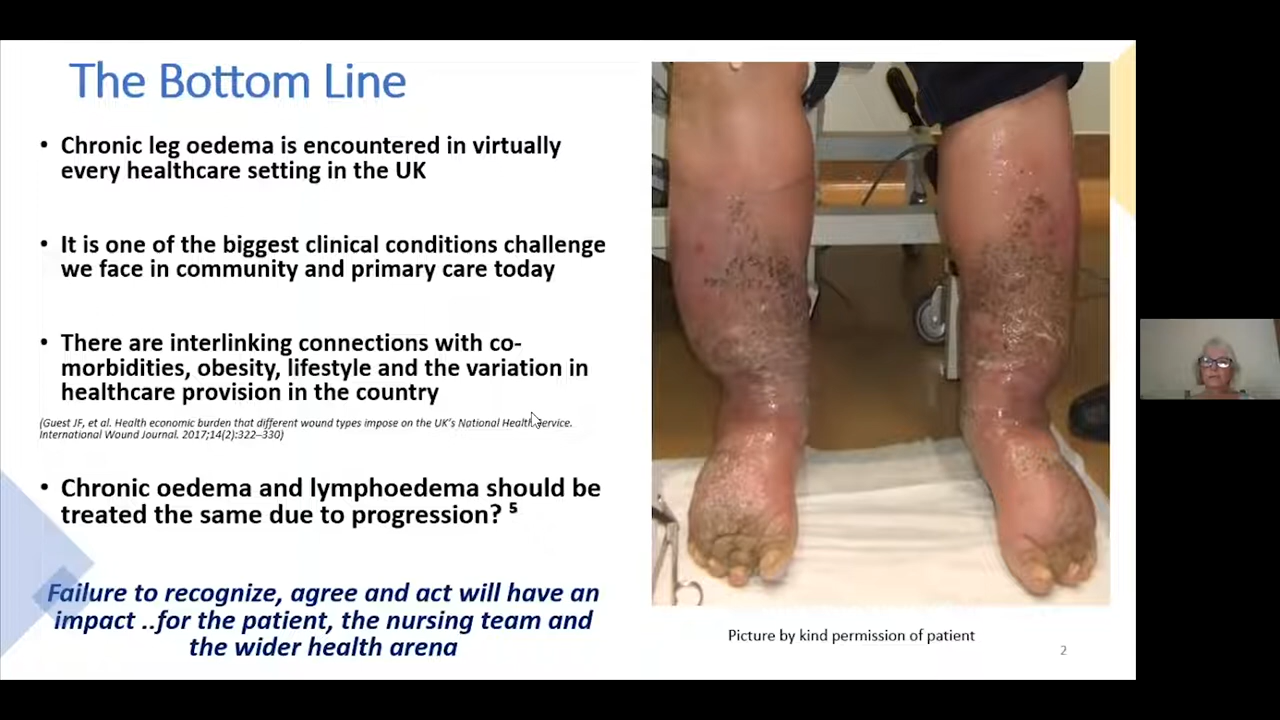 The Bottom Line
• Chronic leg oedema is encountered in virtually
every healthcare setting in the UK
• It is one of the biggest clinical conditions challenge
we face in community and primary care today
• There are interlinking connections with co-
morbidities, obesity, lifestyle and the variation in
healthcare provision in the country
(Guest JF, et al. Health economic burden that different wound types impose on the UK's National Health Service.
International Wound Journal. 2017;14(2):322–330)
• Chronic oedema and lymphoedema should be
treated the same due to progression? ⁵
Failure to recognize, agree and act will have an
impact ..for the patient, the nursing team and
the wider health arena
Picture by kind permission of patient
2